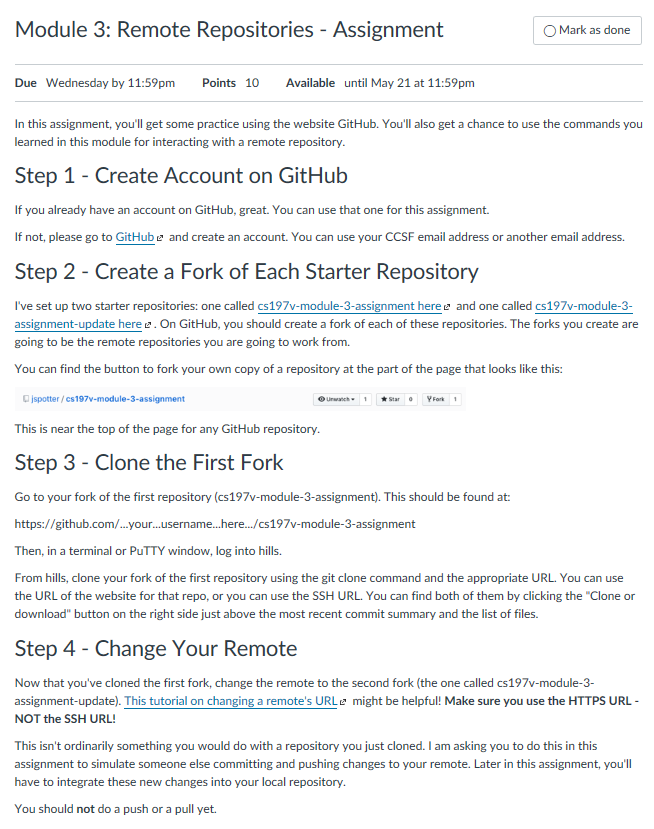 Module 3: Remote Repositories - Assignment
Mark as done
Due Wednesday by 11:59pm Points 10 Available until May 21 at 11:59pm
In this assignment, you'll get some practice using the website GitHub. You'll also get a chance to use the commands you
learned in this module for interacting with a remote repository.
Step 1 - Create Account on GitHub
If you already have an account on GitHub, great. You can use that one for this assignment.
If not, please go to GitHub and create an account. You can use your CCSF email address or another email address.
Step 2 - Create a Fork of Each Starter Repository
I've set up two starter repositories: one called cs197v-module-3-assignment here and one called cs197v-module-3-
assignment-update here . On GitHub, you should create a fork of each of these repositories. The forks you create are
going to be the remote repositories you are going to work from.
You can find the button to fork your own copy of a repository at the part of the page that looks like this:
jspotter / cs197v-module-3-assignment Unwatch 1 Star 0 Fork 1
This is near the top of the page for any GitHub repository.
Step 3 - Clone the First Fork
Go to your fork of the first repository (cs197v-module-3-assignment). This should be found at:
https://github.com/...your...username...here.../cs197v-module-3-assignment
Then, in a terminal or PuTTY window, log into hills.
From hills, clone your fork of the first repository using the git clone command and the appropriate URL. You can use
the URL of the website for that repo, or you can use the SSH URL. You can find both of them by clicking the "Clone or
download" button on the right side just above the most recent commit summary and the list of files.
Step 4 - Change Your Remote
Now that you've cloned the first fork, change the remote to the second fork (the one called cs197v-module-3-
assignment-update). This tutorial on changing a remote's URL might be helpful! Make sure you use the HTTPS URL -
NOT the SSH URL!
This isn't ordinarily something you would do with a repository you just cloned. I am asking you to do this in this
assignment to simulate someone else committing and pushing changes to your remote. Later in this assignment, you'll
have to integrate these new changes into your local repository.
You should not do a push or a pull yet.